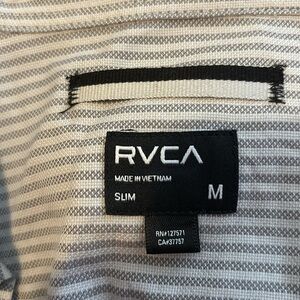 RVCA
MADE IN VIETNAM
SLIM M
RN#127571
CA#37757